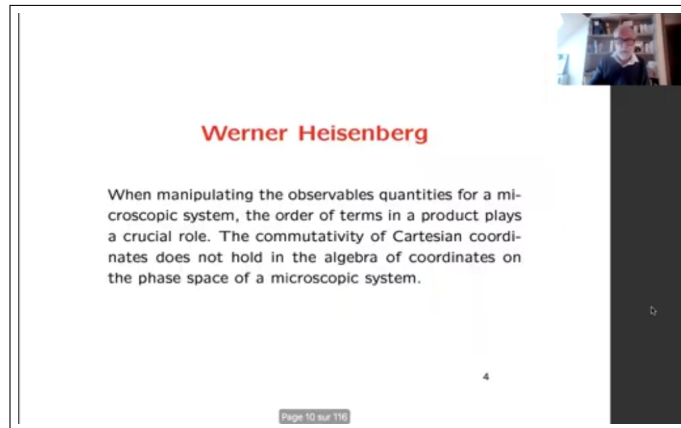 Werner Heisenberg
When manipulating the observables quantities for a mi-
croscopic system, the order of terms in a product plays
a crucial role. The commutativity of Cartesian coordi-
nates does not hold in the algebra of coordinates on
the phase space of a microscopic system.
4
Page 10 sur 116